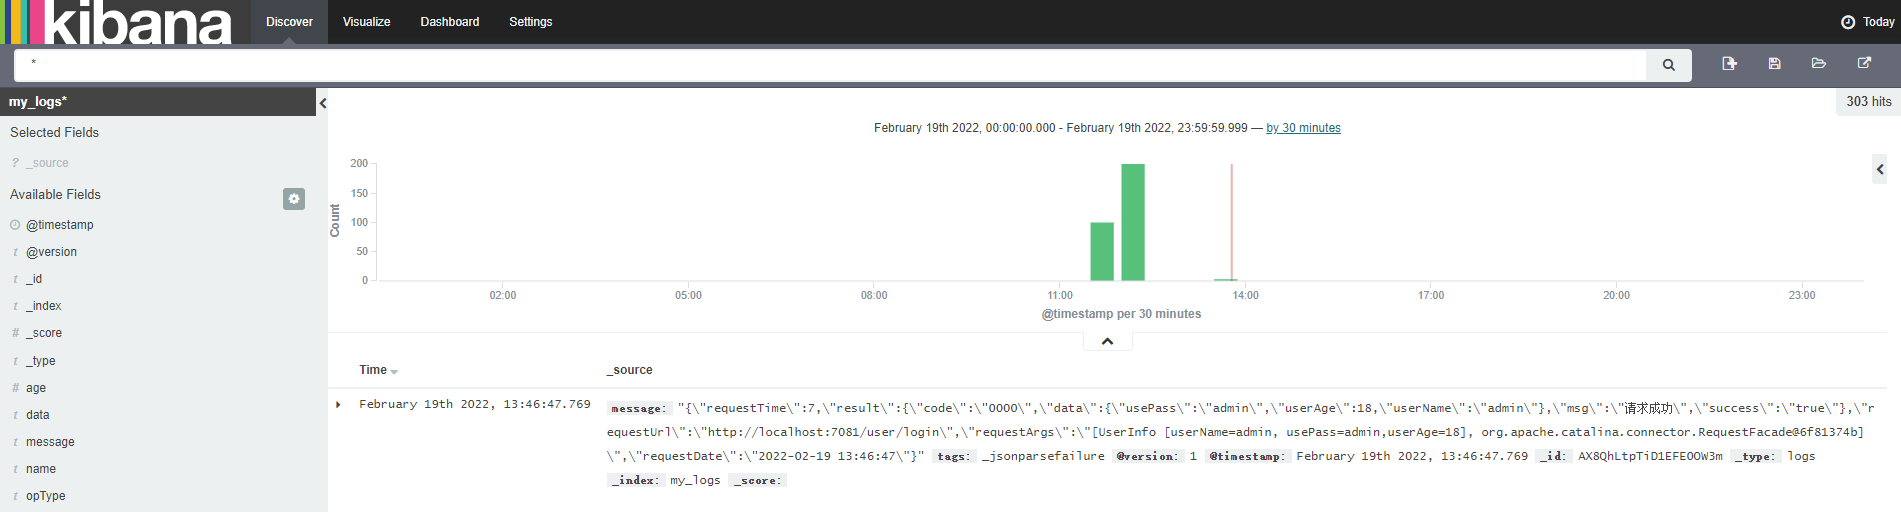 kibana Discover Visualize Dashboard Settings Today
*
my_logs*
303 hits
Selected Fields
? _source
Available Fields
@timestamp
t @version
t _id
t _index
# _score
t _type
# age
t data
t message
t name
t opType
February 19th 2022, 00:00:00.000 - February 19th 2022, 23:59:59.999 — by 30 minutes
Count
200
150
100
50
0
02:00 05:00 08:00 11:00 14:00 17:00 20:00 23:00
@timestamp per 30 minutes
Time _source
February 19th 2022, 13:46:47.769
message: "{\"requestTime\":7,\"result\":{\"code\":\"0000\",\"data\":{\"usePass\":\"admin\",\"userAge\":18,\"userName\":\"admin\"},\"msg\":\"请求成功\",\"success\":\"true\"},\"r
equestUrl\":\"http://localhost:7081/user/login\",\"requestArgs\":\"[UserInfo [userName=admin, usePass=admin,userAge=18], org.apache.catalina.connector.RequestFacade@6f81374b]
\",\"requestDate\":\"2022-02-19 13:46:47\"}" tags: _jsonparsefailure @version: 1 @timestamp: February 19th 2022, 13:46:47.769 _id: AX8QhLtpTiD1EFEOOW3m _type: logs
_index: my_logs _score: